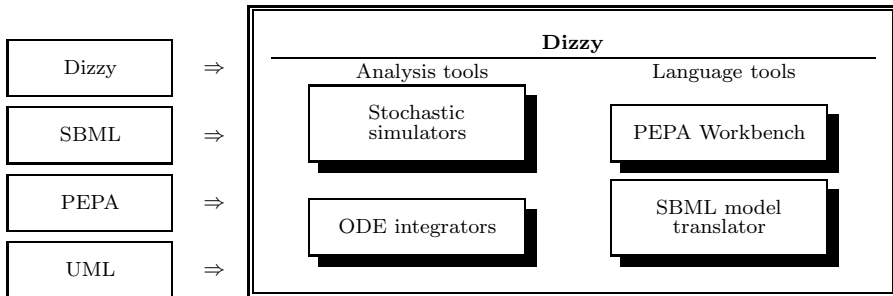 Dizzy
Analysis tools
Language tools
Dizzy
⇒
Stochastic
simulators
SBML
⇒
PEPA Workbench
PEPA
⇒
ODE integrators
SBML model
translator
UML
⇒